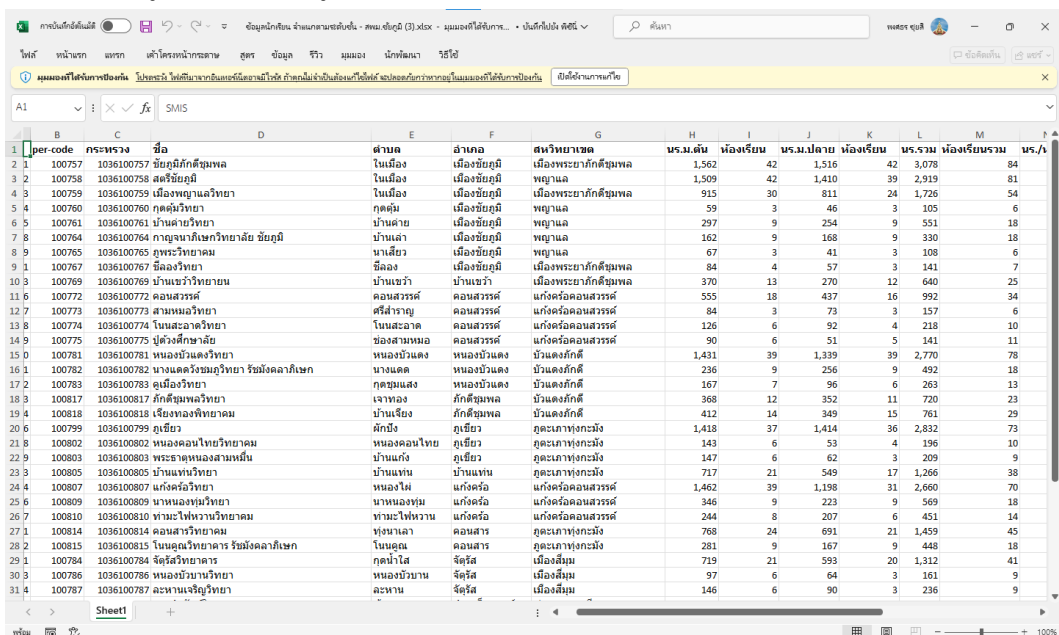 การบันทึกอัตโนมัติ ข้อมูลนักเรียน จำแนกตามระดับชั้น - สพม.ชัยภูมิ (3).xlsx - มุมมองที่ได้รับการ... • บันทึกไปยัง พีซีนี้ ค้นหา พงศธร ชุ่ยสิ
ไฟล์ หน้าแรก แทรก เค้าโครงหน้ากระดาษ สูตร ข้อมูล รีวิว มุมมอง นักพัฒนา วิธีใช้ ข้อคิดเห็น แชร์
มุมมองที่ได้รับการป้องกัน โปรดระวัง ไฟล์ที่มาจากอินเทอร์เน็ตอาจมีไวรัส ถ้าคุณไม่จำเป็นต้องแก้ไขไฟล์ จะปลอดภัยกว่าหากอยู่ในมุมมองที่ได้รับการป้องกัน เปิดใช้งานการแก้ไข
A1 fx SMIS
B C D E F G H I J K L M N
1 per-code กระทรวง ชื่อ ตำบล อำเภอ สหวิทยาเขต นร.ม.ต้น ห้องเรียน นร.ม.ปลาย ห้องเรียน นร.รวม ห้องเรียนรวม นร./ห
2 1 100757 1036100757 ชัยภูมิภักดีชุมพล ในเมือง เมืองชัยภูมิ เมืองพระยาภักดีชุมพล 1,562 42 1,516 42 3,078 84
3 2 100758 1036100758 สตรีชัยภูมิ ในเมือง เมืองชัยภูมิ พญาแล 1,509 42 1,410 39 2,919 81
4 3 100759 1036100759 เมืองพญาแลวิทยา ในเมือง เมืองชัยภูมิ เมืองพระยาภักดีชุมพล 915 30 811 24 1,726 54
5 4 100760 1036100760 กุดตุ้มวิทยา กุดตุ้ม เมืองชัยภูมิ พญาแล 59 3 46 3 105 6
6 5 100761 1036100761 บ้านค่ายวิทยา บ้านค่าย เมืองชัยภูมิ พญาแล 297 9 254 9 551 18
7 8 100764 1036100764 กาญจนาภิเษกวิทยาลัย ชัยภูมิ บ้านเล่า เมืองชัยภูมิ พญาแล 162 9 168 9 330 18
8 9 100765 1036100765 ภูพระวิทยาคม นาเสียว เมืองชัยภูมิ พญาแล 67 3 41 3 108 6
9 1 100767 1036100767 ชีลองวิทยา ชีลอง เมืองชัยภูมิ เมืองพระยาภักดีชุมพล 84 4 57 3 141 7
10 3 100769 1036100769 บ้านเขว้าวิทยายน บ้านเขว้า บ้านเขว้า เมืองพระยาภักดีชุมพล 370 13 270 12 640 25
11 6 100772 1036100772 คอนสวรรค์ คอนสวรรค์ คอนสวรรค์ แก้งคร้อคอนสวรรค์ 555 18 437 16 992 34
12 7 100773 1036100773 สามหมอวิทยา ศรีสำราญ คอนสวรรค์ แก้งคร้อคอนสวรรค์ 84 3 73 3 157 6
13 8 100774 1036100774 โนนสะอาดวิทยา โนนสะอาด คอนสวรรค์ แก้งคร้อคอนสวรรค์ 126 6 92 4 218 10
14 9 100775 1036100775 ปู่ด้วงศึกษาลัย ช่องสามหมอ คอนสวรรค์ แก้งคร้อคอนสวรรค์ 90 6 51 5 141 11
15 0 100781 1036100781 หนองบัวแดงวิทยา หนองบัวแดง หนองบัวแดง บัวแดงภักดี 1,431 39 1,339 39 2,770 78
16 1 100782 1036100782 นางแดดวังชมภูวิทยา รัชมังคลาภิเษก นางแดด หนองบัวแดง บัวแดงภักดี 236 9 256 9 492 18
17 2 100783 1036100783 คูเมืองวิทยา กุดชุมแสง หนองบัวแดง บัวแดงภักดี 167 7 96 6 263 13
18 3 100817 1036100817 ภักดีชุมพลวิทยา เจาทอง ภักดีชุมพล บัวแดงภักดี 368 12 352 11 720 23
19 4 100818 1036100818 เจียงทองพิทยาคม บ้านเจียง ภักดีชุมพล บัวแดงภักดี 412 14 349 15 761 29
20 6 100799 1036100799 ภูเขียว ผักปัง ภูเขียว ภูตะเภาทุ่งกะมัง 1,418 37 1,414 36 2,832 73
21 8 100802 1036100802 หนองคอนไทยวิทยาคม หนองคอนไทย ภูเขียว ภูตะเภาทุ่งกะมัง 143 6 53 4 196 10
22 9 100803 1036100803 พระธาตุหนองสามหมื่น บ้านแก้ง ภูเขียว ภูตะเภาทุ่งกะมัง 147 6 62 3 209 9
23 3 100805 1036100805 บ้านแท่นวิทยา บ้านแท่น บ้านแท่น ภูตะเภาทุ่งกะมัง 717 21 549 17 1,266 38
24 4 100807 1036100807 แก้งคร้อวิทยา หนองไผ่ แก้งคร้อ แก้งคร้อคอนสวรรค์ 1,462 39 1,198 31 2,660 70
25 6 100809 1036100809 นาหนองทุ่มวิทยา นาหนองทุ่ม แก้งคร้อ แก้งคร้อคอนสวรรค์ 346 9 223 9 569 18
26 7 100810 1036100810 ท่ามะไฟหวานวิทยาคม ท่ามะไฟหวาน แก้งคร้อ แก้งคร้อคอนสวรรค์ 244 8 207 6 451 14
27 1 100814 1036100814 คอนสารวิทยาคม ทุ่งนาเลา คอนสาร ภูตะเภาทุ่งกะมัง 768 24 691 21 1,459 45
28 2 100815 1036100815 โนนคูณวิทยาคาร รัชมังคลาภิเษก โนนคูณ คอนสาร ภูตะเภาทุ่งกะมัง 281 9 167 9 448 18
29 1 100784 1036100784 จัตุรัสวิทยาคาร กุดน้ำใส จัตุรัส เมืองสี่มุม 719 21 593 20 1,312 41
30 3 100786 1036100786 หนองบัวบานวิทยา หนองบัวบาน จัตุรัส เมืองสี่มุม 97 6 64 3 161 9
31 4 100787 1036100787 ละหานเจริญวิทยา ละหาน จัตุรัส เมืองสี่มุม 146 6 90 3 236 9
Sheet1
พร้อม 100%